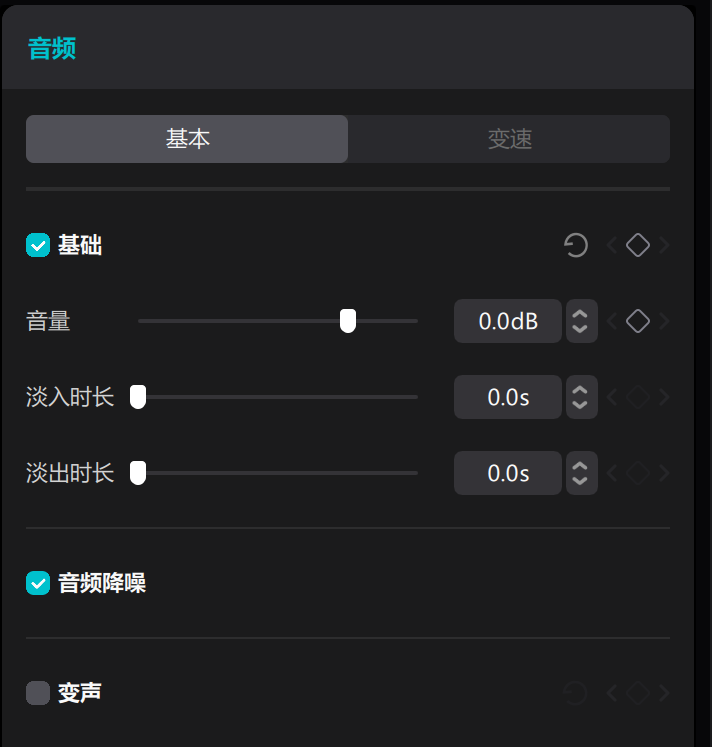 音频
基本 变速
基础
音量 0.0dB
淡入时长 0.0s
淡出时长 0.0s
音频降噪
变声